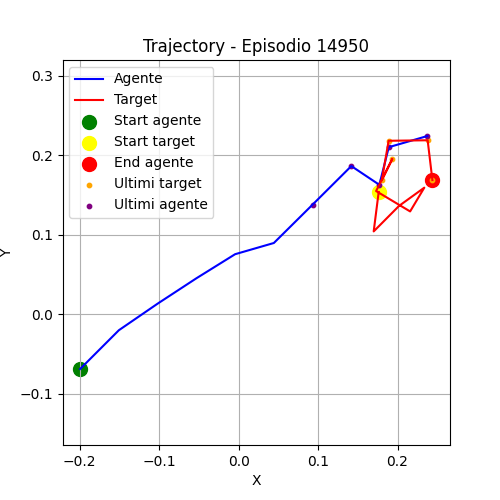 Trajectory - Episodio 14950
Agente
Target
Start agente
Start target
End agente
Ultimi target
Ultimi agente
0.3
0.2
0.1
0.0
−0.1
Y
−0.2
−0.1
0.0
0.1
0.2
X